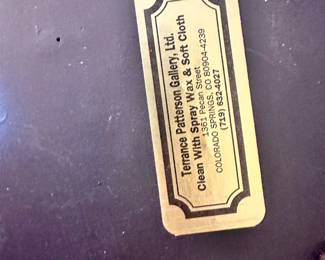 Terrance Patterson Gallery, Ltd.
Clean With Spray Wax & Soft Cloth
1361 Pecan Street
COLORADO SPRINGS, CO 80904-4239
(719) 632-4027